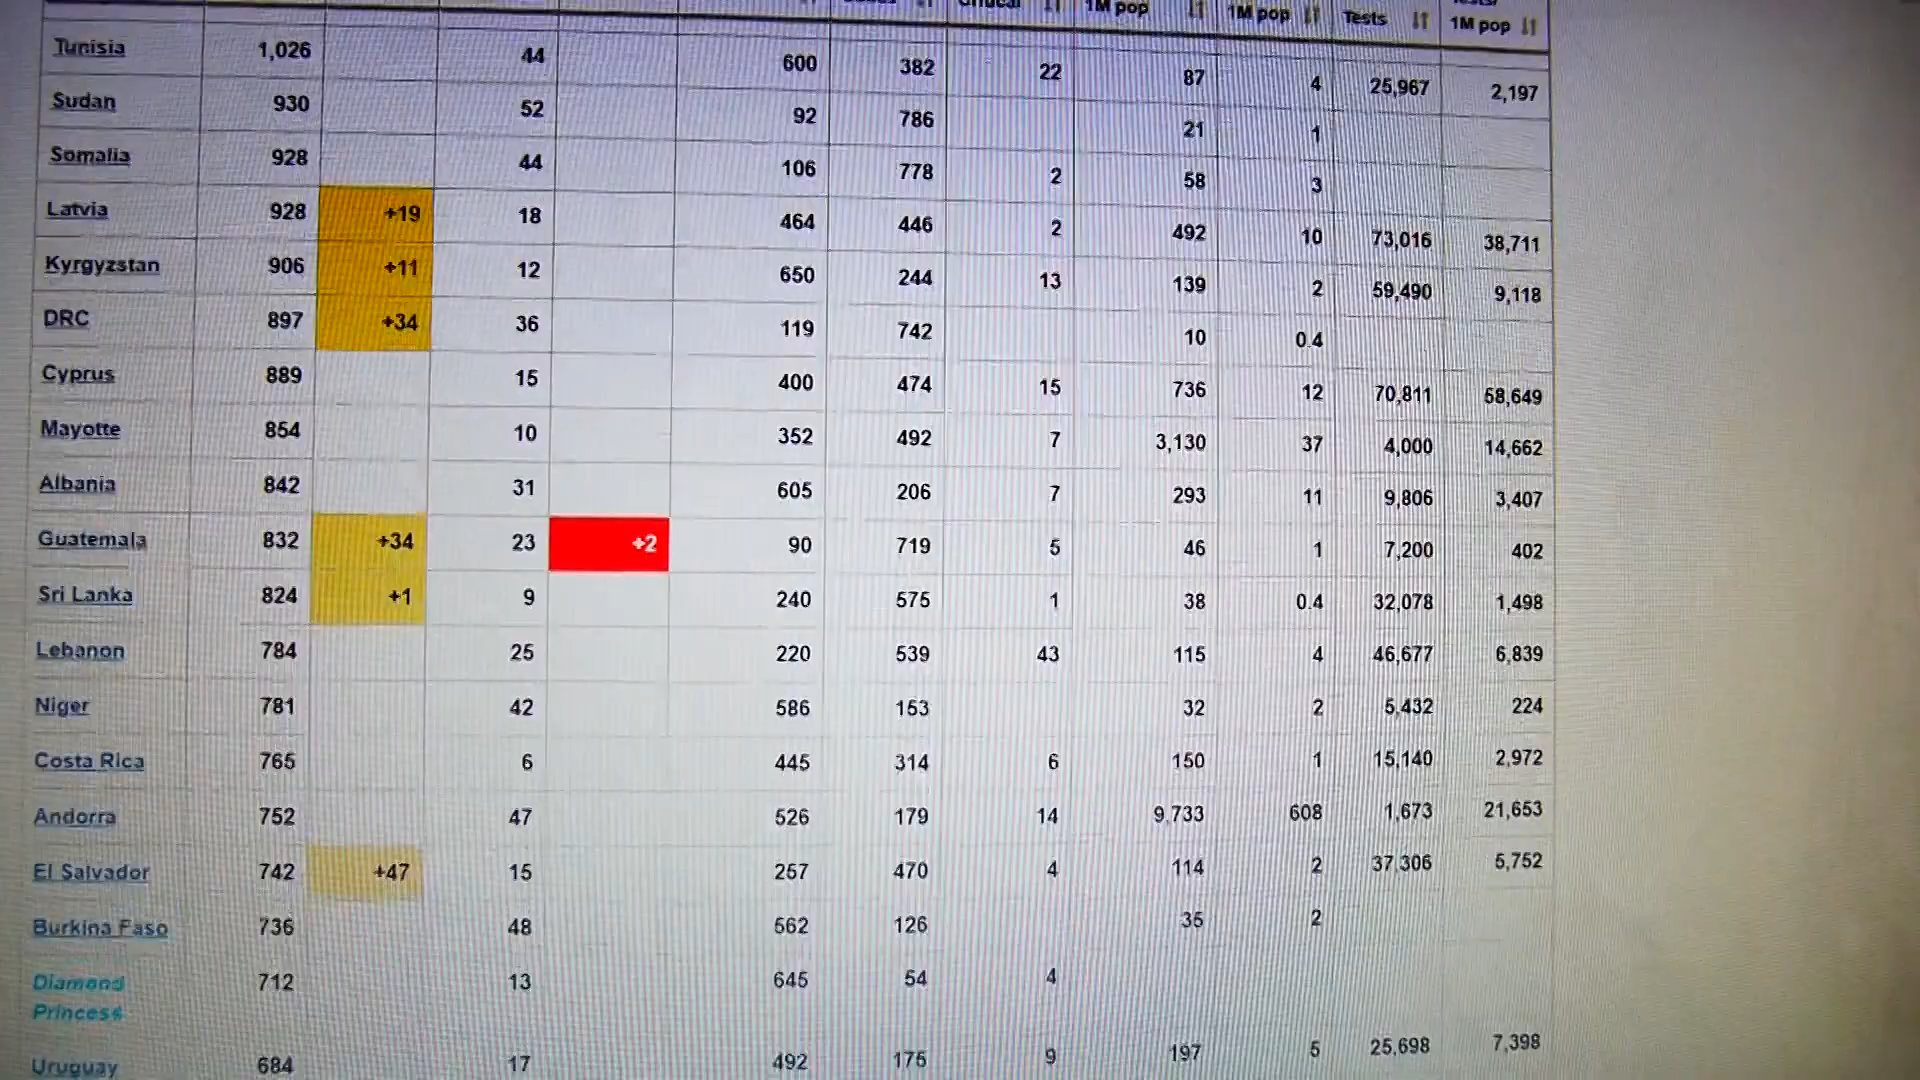 Critical 1M pop 1M pop Tests 1M pop
Tunisia 1,026 44 600 382 22 87 4 25,967 2,197
Sudan 930 52 92 786 21 1
Somalia 928 44 106 778 2 58 3
Latvia 928 +19 18 464 446 2 492 10 73,016 38,711
Kyrgyzstan 906 +11 12 650 244 13 139 2 59,490 9,118
DRC 897 +34 36 119 742 10 0.4
Cyprus 889 15 400 474 15 736 12 70,811 58,649
Mayotte 854 10 352 492 7 3,130 37 4,000 14,662
Albania 842 31 605 206 7 293 11 9,806 3,407
Guatemala 832 +34 23 +2 90 719 5 46 1 7,200 402
Sri Lanka 824 +1 9 240 575 1 38 0.4 32,078 1,498
Lebanon 784 25 220 539 43 115 4 46,677 6,839
Niger 781 42 586 153 32 2 5,432 224
Costa Rica 765 6 445 314 6 150 1 15,140 2,972
Andorra 752 47 526 179 14 9,733 608 1,673 21,653
El Salvador 742 +47 15 257 470 4 114 2 37,306 5,752
Burkina Faso 736 48 562 126 35 2
Diamond
Princess 712 13 645 54 4
Uruguay 684 17 492 175 9 197 5 25,698 7,398